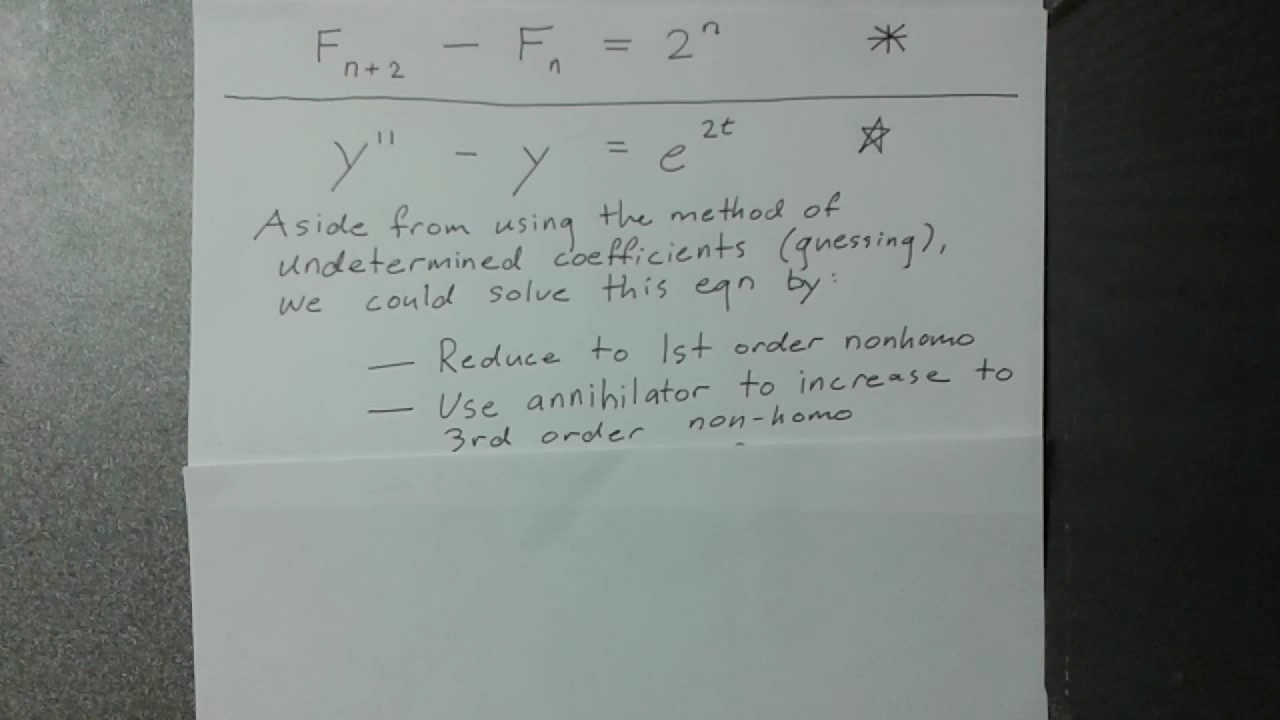 F_{n+2} - F_n = 2^n *
y'' - y = e^{2t} ☆
Aside from using the method of
undetermined coefficients (guessing),
we could solve this eqn by:
— Reduce to 1st order nonhomo
— Use annihilator to increase to
3rd order non-homo